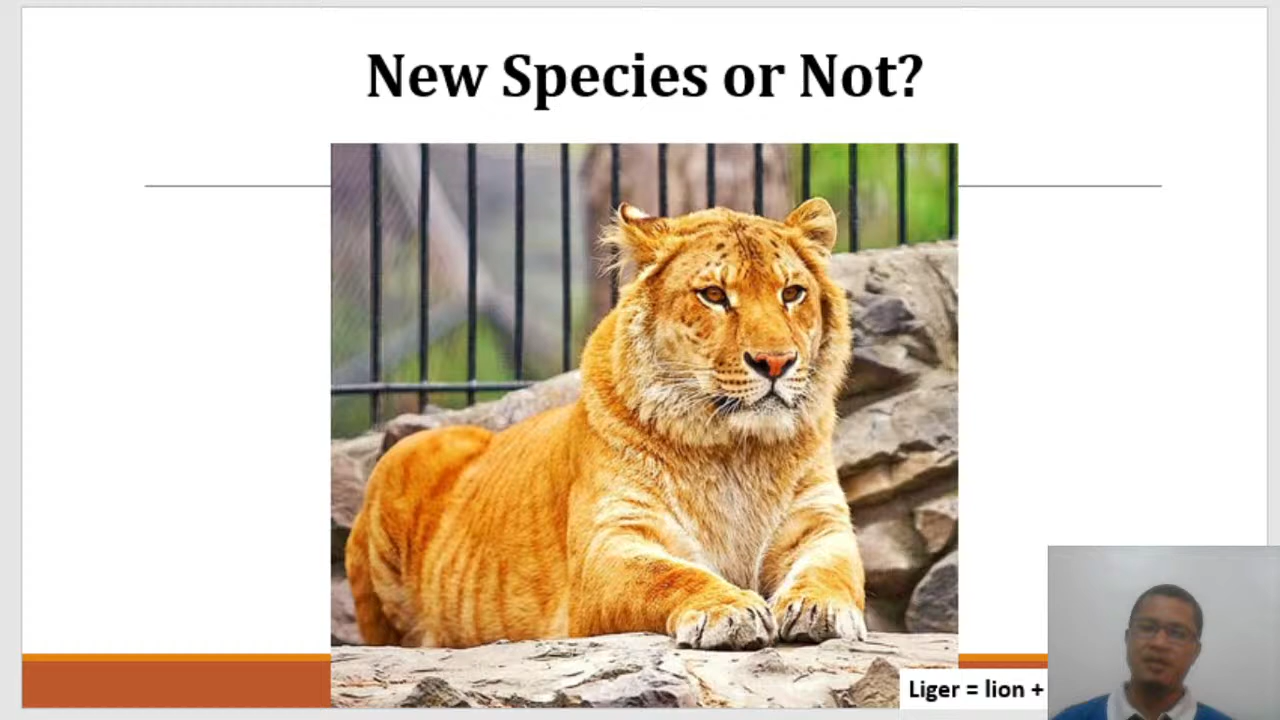 New Species or Not?
Liger = lion +